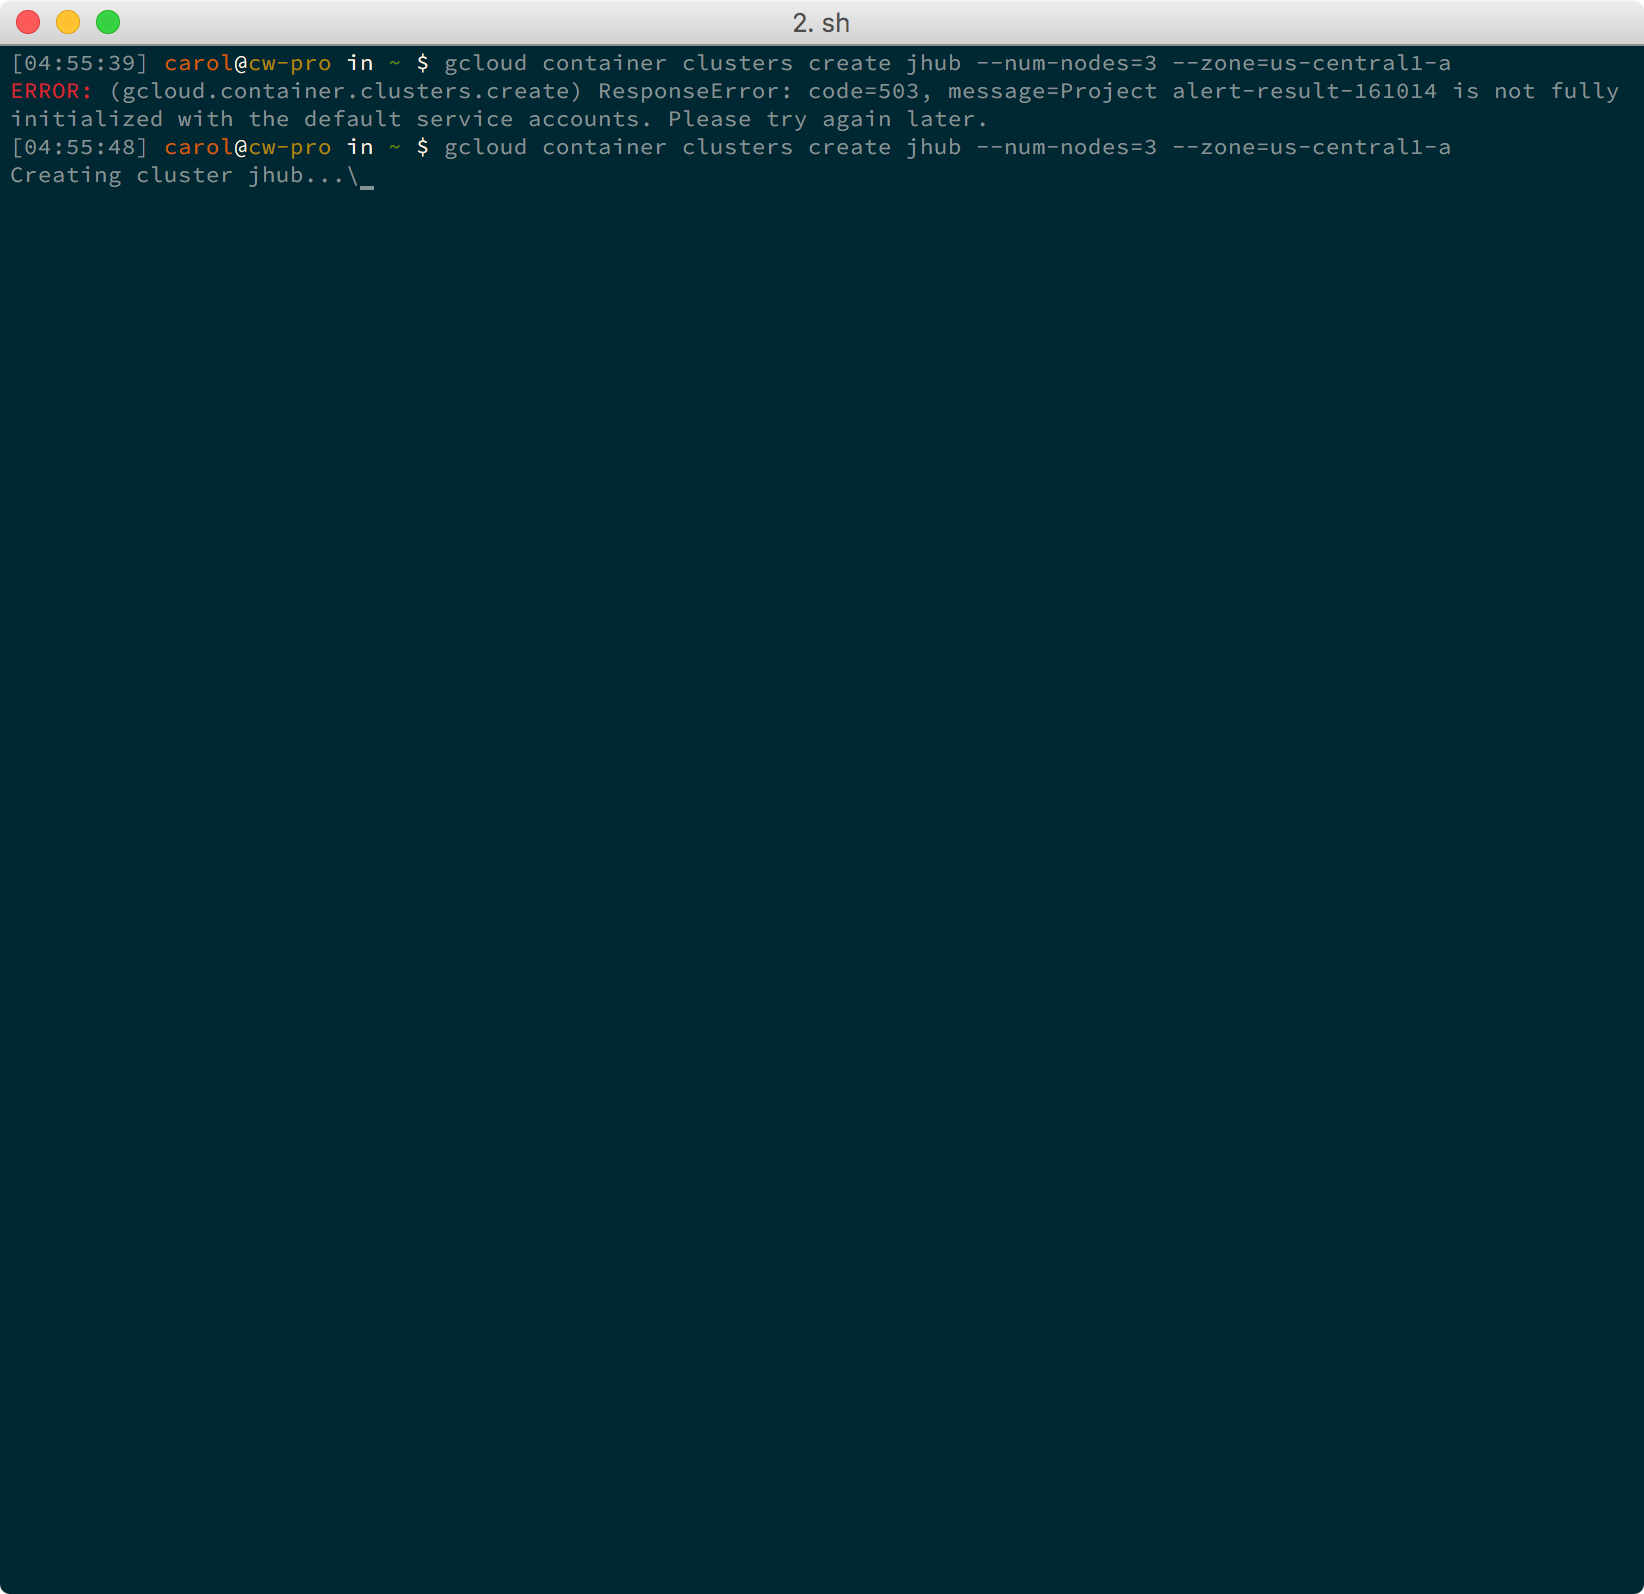 2. sh
[04:55:39] carol@cw-pro in ~ $ gcloud container clusters create jhub --num-nodes=3 --zone=us-central1-a
ERROR: (gcloud.container.clusters.create) ResponseError: code=503, message=Project alert-result-161014 is not fully
initialized with the default service accounts. Please try again later.
[04:55:48] carol@cw-pro in ~ $ gcloud container clusters create jhub --num-nodes=3 --zone=us-central1-a
Creating cluster jhub...\_